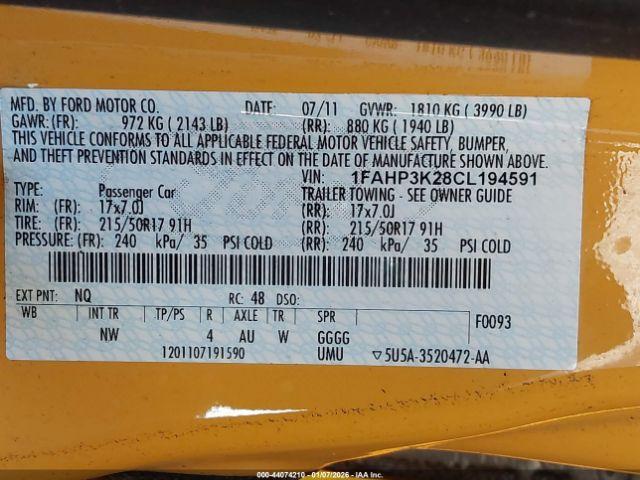 MFD. BY FORD MOTOR CO. DATE: 07/11 GVWR: 1810 KG ( 3990 LB)
GAWR: (FR): 972 KG ( 2143 LB) (RR): 880 KG ( 1940 LB)
THIS VEHICLE CONFORMS TO ALL APPLICABLE FEDERAL MOTOR VEHICLE SAFETY, BUMPER,
AND THEFT PREVENTION STANDARDS IN EFFECT ON THE DATE OF MANUFACTURE SHOWN ABOVE.
VIN: 1FAHP3K28CL194591
TYPE: Passenger Car TRAILER TOWING - SEE OWNER GUIDE
RIM: (FR): 17x7.0J (RR): 17x7.0J
TIRE: (FR): 215/50R17 91H (RR): 215/50R17 91H
PRESSURE: (FR): 240 kPa/ 35 PSI COLD (RR): 240 kPa/ 35 PSI COLD
EXT PNT: NQ RC: 48 DSO:
WB INT TR TP/PS R AXLE TR SPR F0093
NW 4 AU W GGGG
1201107191590 UMU ▽5U5A-3520472-AA
000-44074210 | 01/07/2026 - IAA